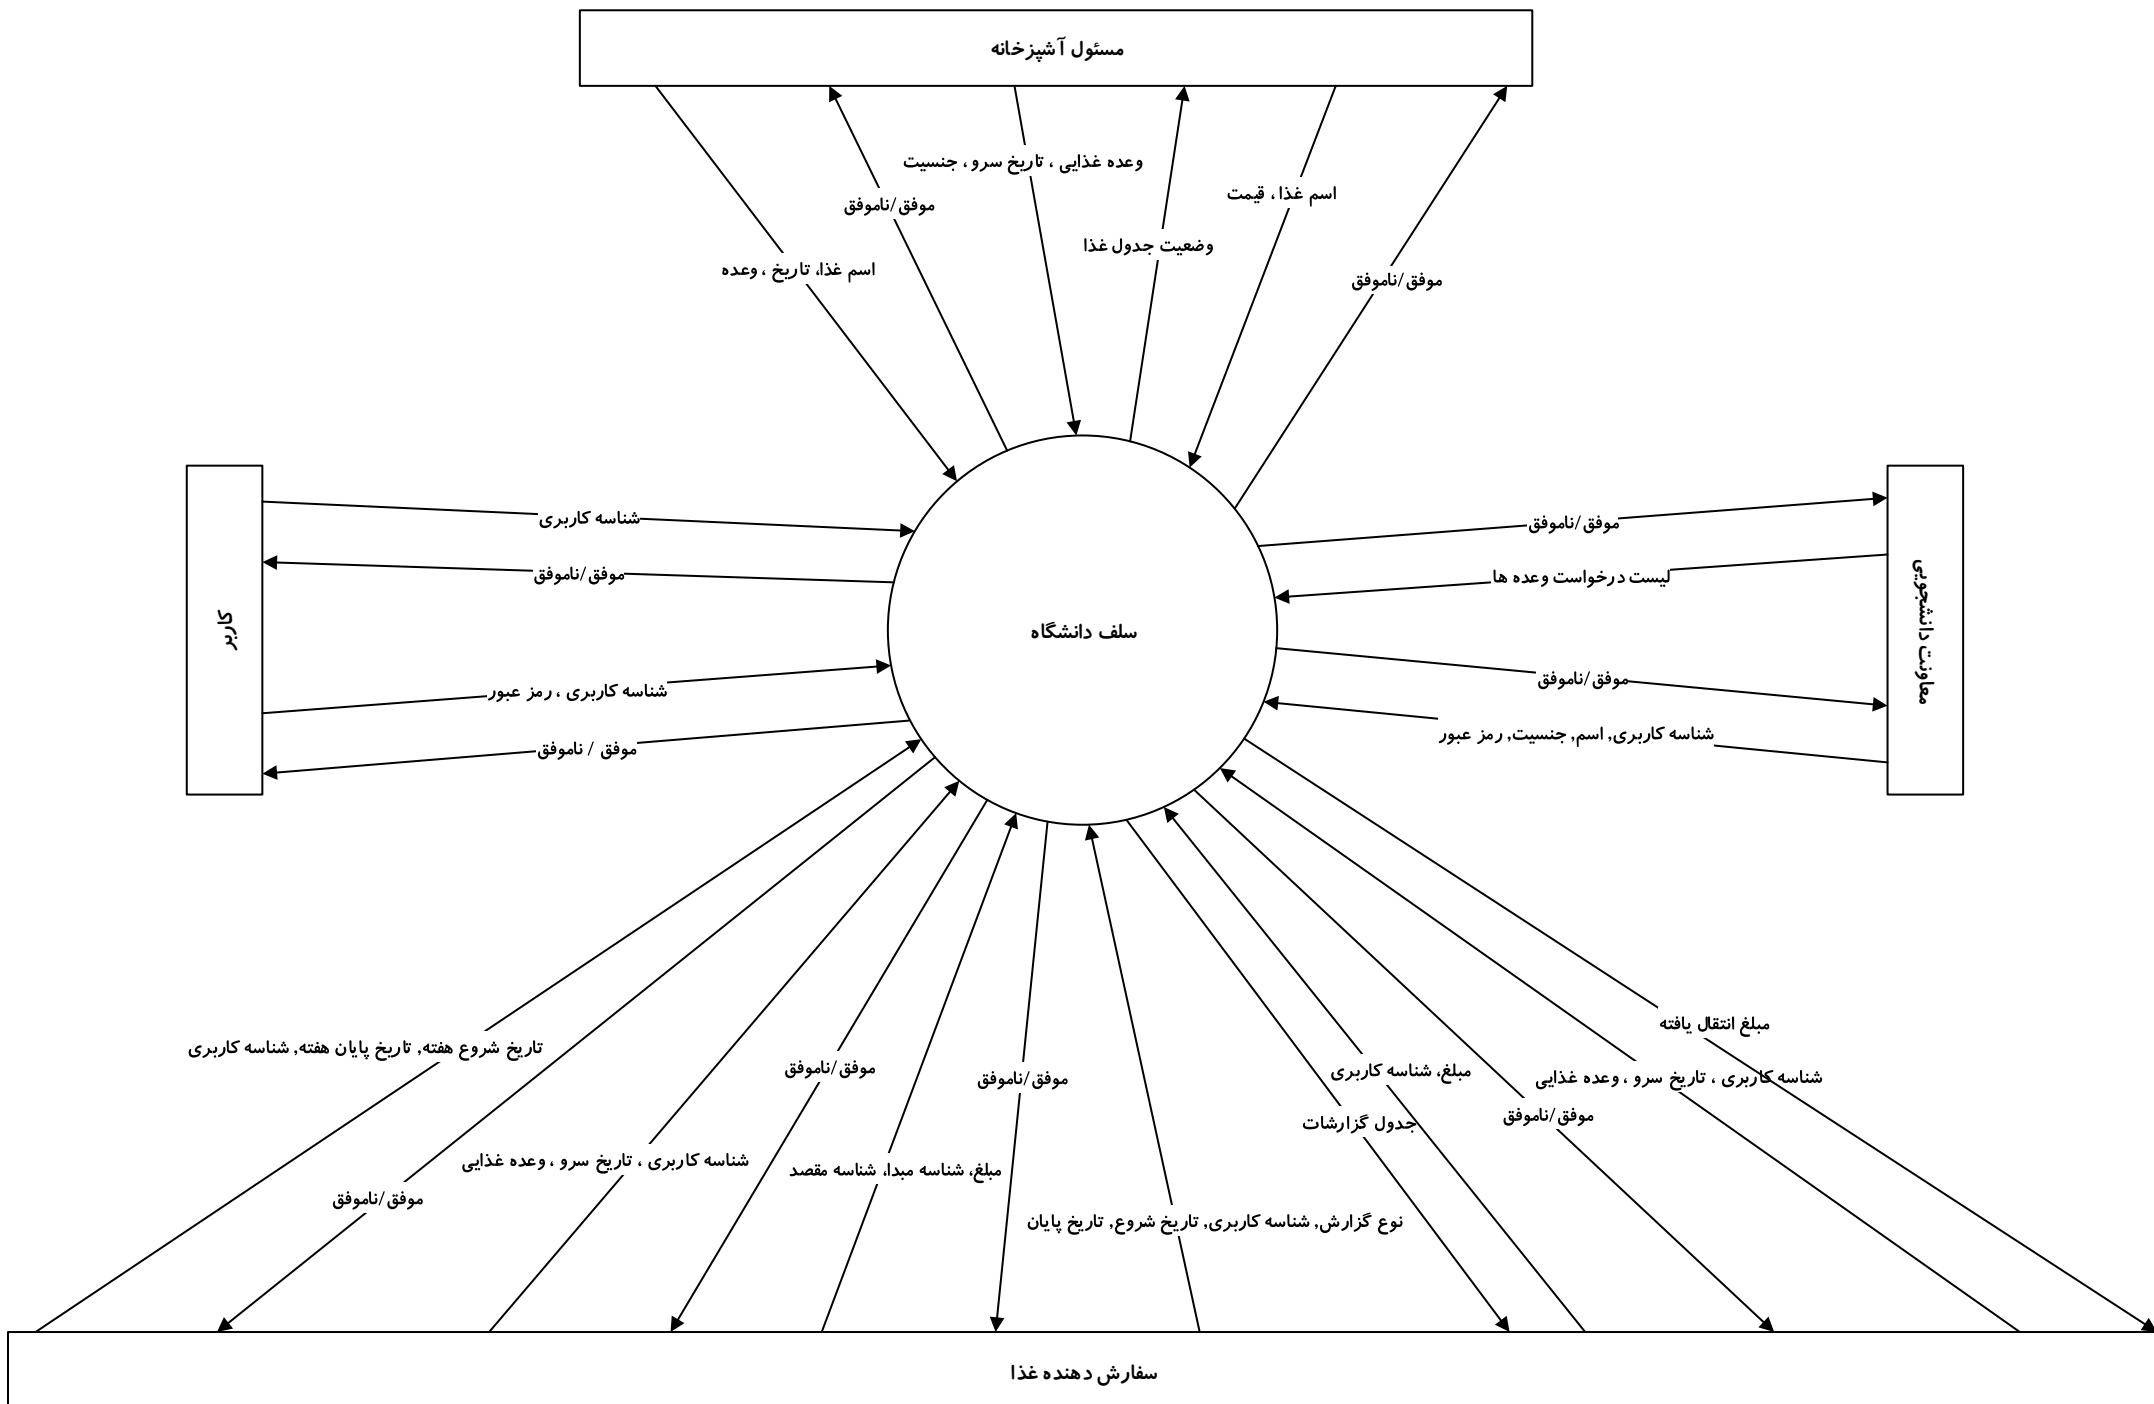 مسئول آشپزخانه
وعده غذایی ، تاریخ سرو ، جنسیت
اسم غذا ، قیمت
موفق/ناموفق
وضعیت جدول غذا
اسم غذا، تاریخ ، وعده
موفق/ناموفق
شناسه کاربری
موفق/ناموفق
موفق/ناموفق
لیست درخواست وعده ها
کاربر
سلف دانشگاه
معاونت دانشجویی
موفق/ناموفق
شناسه کاربری ، رمز عبور
شناسه کاربری, اسم, جنسیت, رمز عبور
موفق / ناموفق
مبلغ انتقال یافته
تاریخ شروع هفته, تاریخ پایان هفته, شناسه کاربری
موفق/ناموفق
مبلغ، شناسه کاربری
شناسه کاربری ، تاریخ سرو ، وعده غذایی
موفق/ناموفق
موفق/ناموفق
جدول گزارشات
شناسه کاربری ، تاریخ سرو ، وعده غذایی
مبلغ، شناسه مبدا، شناسه مقصد
موفق/ناموفق
نوع گزارش, شناسه کاربری, تاریخ شروع, تاریخ پایان
سفارش دهنده غذا